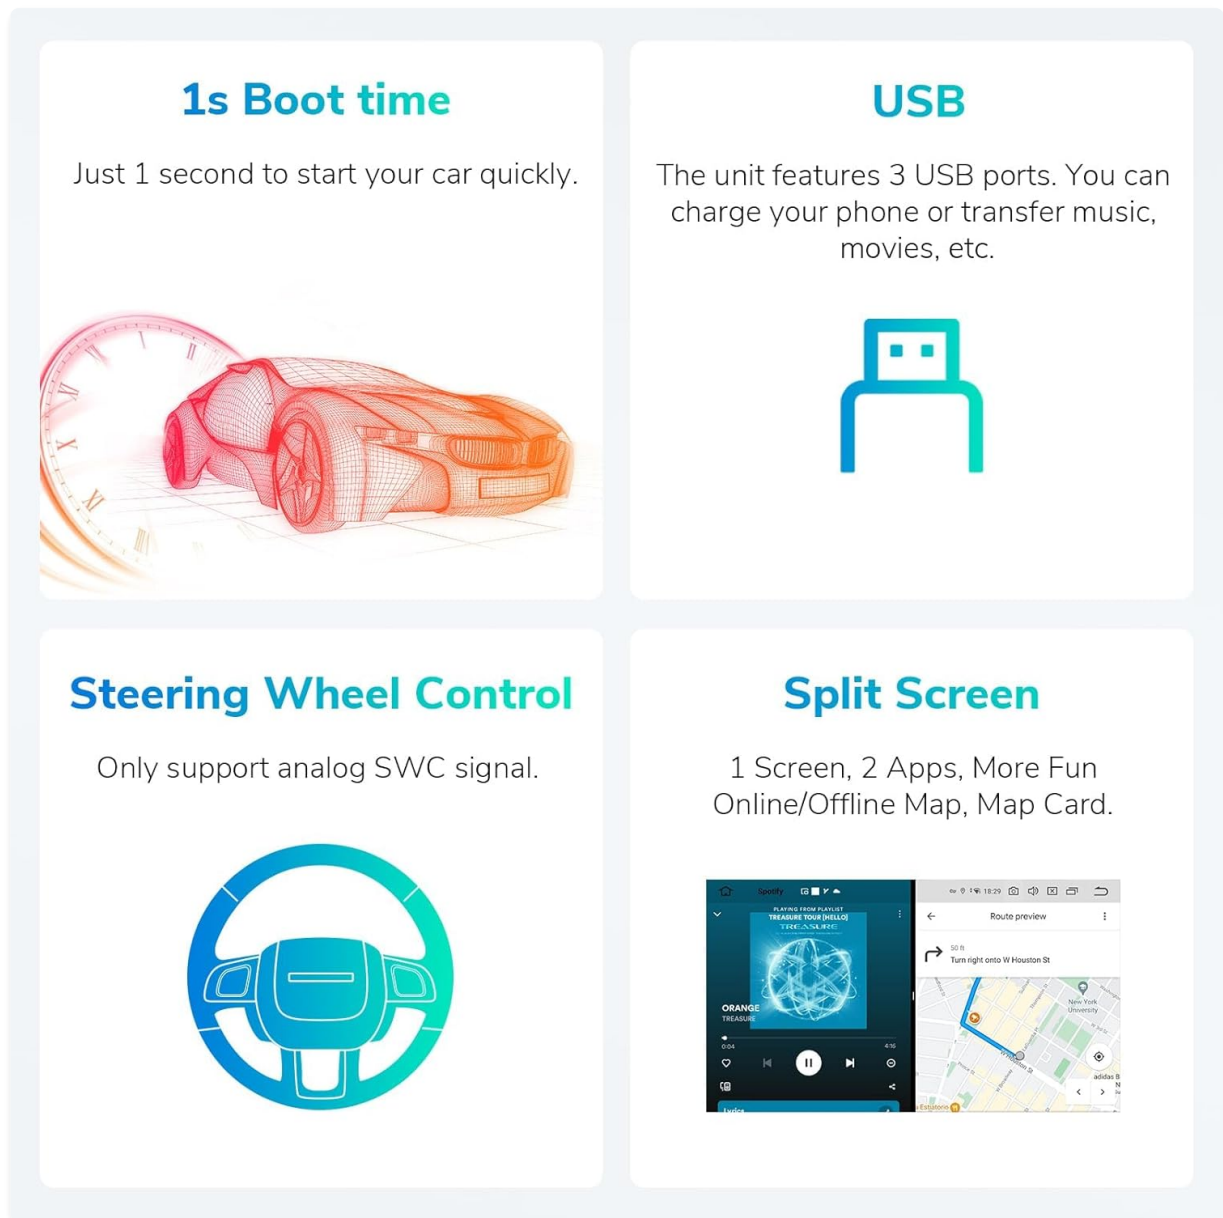 1s Boot time
Just 1 second to start your car quickly.
USB
The unit features 3 USB ports. You can
charge your phone or transfer music,
movies, etc.
Steering Wheel Control
Only support analog SWC signal.
Split Screen
1 Screen, 2 Apps, More Fun
Online/Offline Map, Map Card.
Spotify
18:29
PLAYING FROM PLAYLIST
TREASURE TOUR [HELLO]
TREASURE
ORANGE
TREASURE
0:04
4:16
Lyrics
Route preview
50 ft
Turn right onto W Houston St
New York
University
W Houston St
adidas B